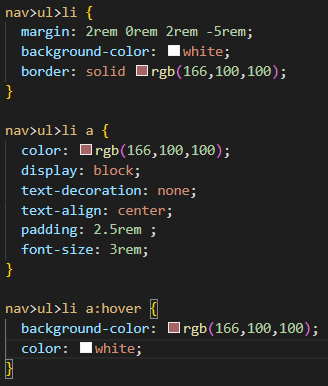 nav>ul>li {
margin: 2rem 0rem 2rem -5rem;
background-color: white;
border: solid rgb(166,100,100);
}
nav>ul>li a {
color: rgb(166,100,100);
display: block;
text-decoration: none;
text-align: center;
padding: 2.5rem ;
font-size: 3rem;
}
nav>ul>li a:hover {
background-color: rgb(166,100,100);
color: white;
}